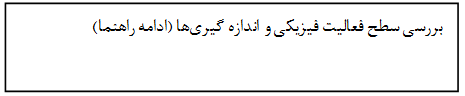 بررسی سطح فعالیت فیزیکی و اندازه گیری‌ها (ادامه راهنما)